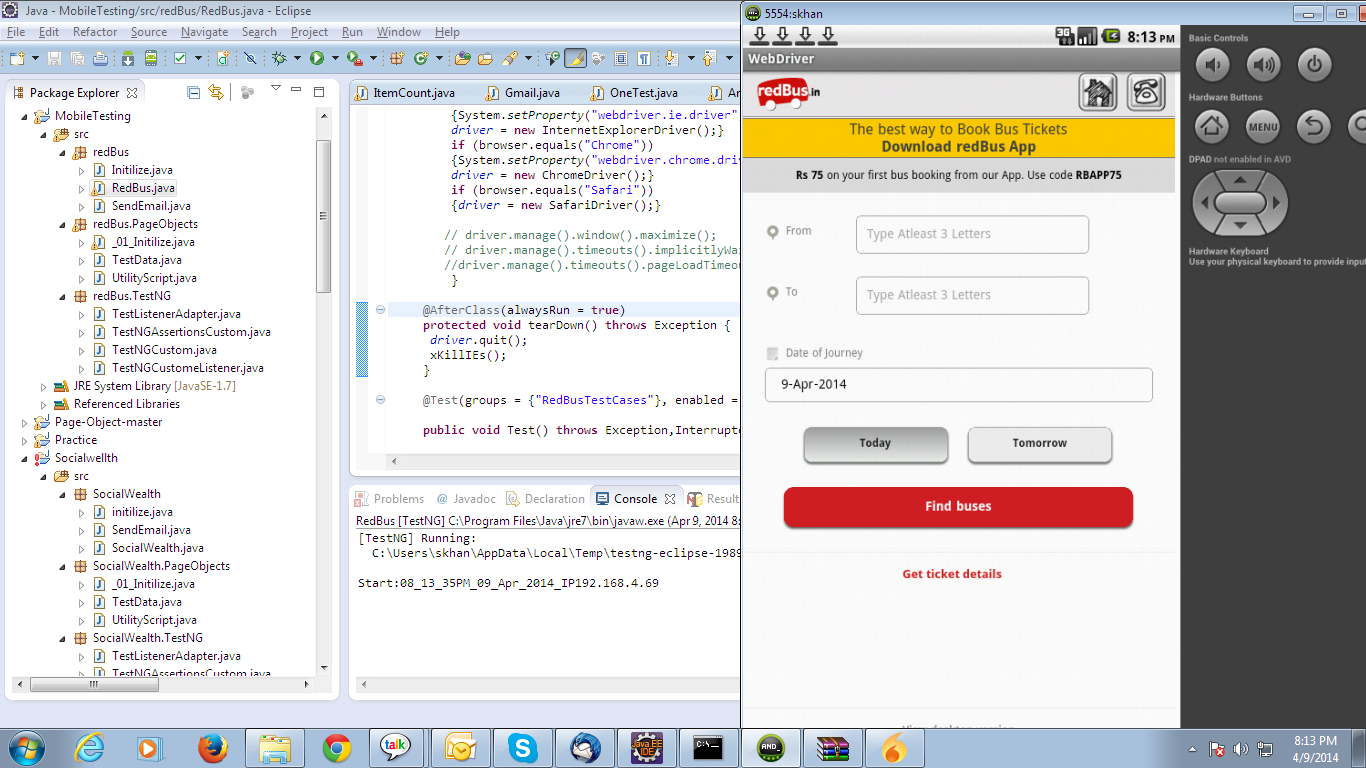 Java - MobileTesting/src/redBus/RedBus.java - Eclipse
File Edit Refactor Source Navigate Search Project Run Window Help
Package Explorer
MobileTesting
src
redBus
Initilize.java
RedBus.java
SendEmail.java
redBus.PageObjects
_01_Initilize.java
TestData.java
UtilityScript.java
redBus.TestNG
TestListenerAdapter.java
TestNGAssertionsCustom.java
TestNGCustom.java
TestNGCustomeListener.java
JRE System Library [JavaSE-1.7]
Referenced Libraries
Page-Object-master
Practice
Socialwellth
src
SocialWealth
initilize.java
SendEmail.java
SocialWealth.java
SocialWealth.PageObjects
_01_Initilize.java
TestData.java
UtilityScript.java
SocialWealth.TestNG
TestListenerAdapter.java
TestNGAssertionsCustom.java
ItemCount.java Gmail.java OneTest.java Ar
{System.setProperty("webdriver.ie.driver"
driver = new InternetExplorerDriver();}
if (browser.equals("Chrome"))
{System.setProperty("webdriver.chrome.dri
driver = new ChromeDriver();}
if (browser.equals("Safari"))
{driver = new SafariDriver();}
// driver.manage().window().maximize();
// driver.manage().timeouts().implicitlyWai
//driver.manage().timeouts().pageLoadTimeou
}
@AfterClass(alwaysRun = true)
protected void tearDown() throws Exception {
driver.quit();
xKillIEs();
}
@Test(groups = {"RedBusTestCases"}, enabled =
public void Test() throws Exception,Interrupte
Problems @ Javadoc Declaration Console Result
RedBus [TestNG] C:\Program Files\Java\jre7\bin\javaw.exe (Apr 9, 2014 8:
[TestNG] Running:
C:\Users\skhan\AppData\Local\Temp\testng-eclipse-1989
Start:08_13_35PM_09_Apr_2014_IP192.168.4.69
5554:skhan
3G 8:13 PM
WebDriver
redBus.in
The best way to Book Bus Tickets
Download redBus App
Rs 75 on your first bus booking from our App. Use code RBAPP75
From Type Atleast 3 Letters
To Type Atleast 3 Letters
Date of Journey
9-Apr-2014
Today Tomorrow
Find buses
Get ticket details
View desktop version
Basic Controls
Hardware Buttons
MENU
DPAD not enabled in AVD
Hardware Keyboard
Use your physical keyboard to provide input
talk
Java EE
IDE
C:\_
AND_
8:13 PM
4/9/2014